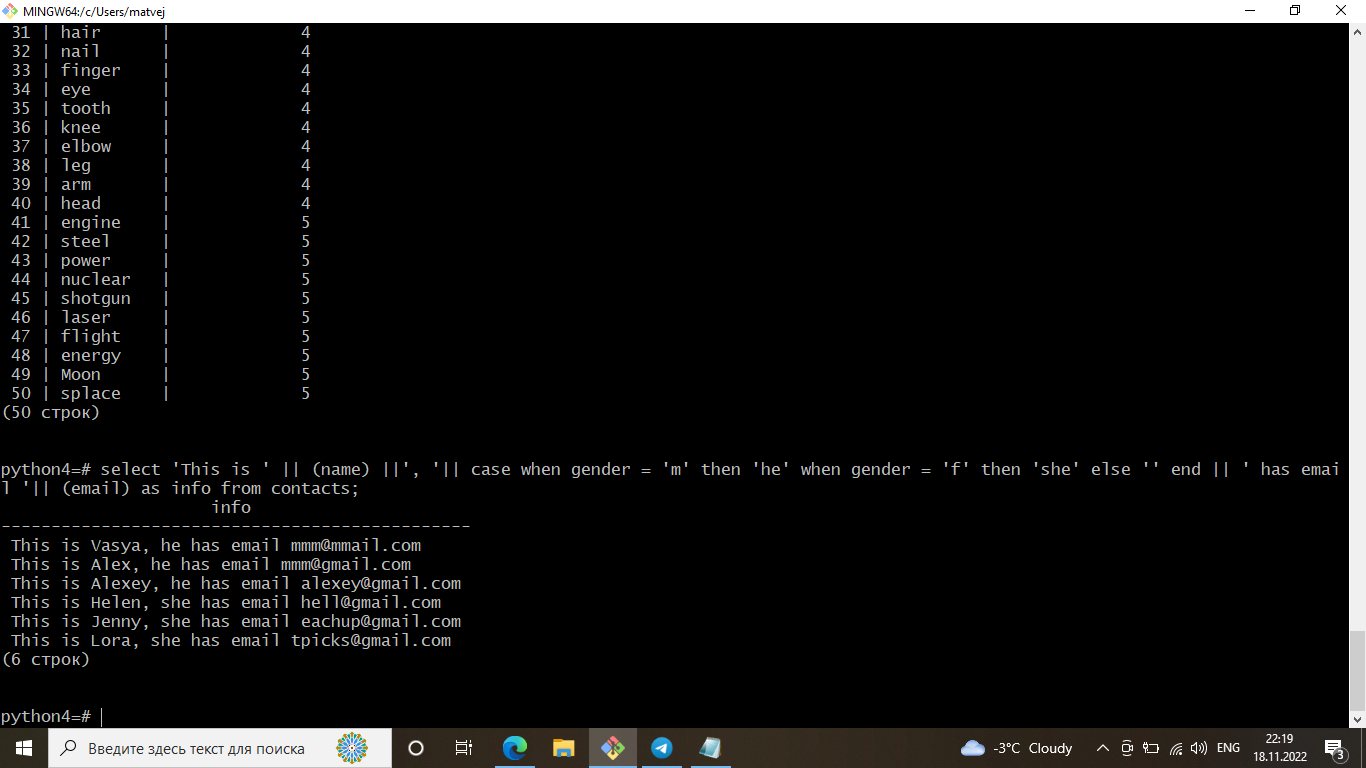 MINGW64:/c/Users/matvej
31 | hair | 4
32 | nail | 4
33 | finger | 4
34 | eye | 4
35 | tooth | 4
36 | knee | 4
37 | elbow | 4
38 | leg | 4
39 | arm | 4
40 | head | 4
41 | engine | 5
42 | steel | 5
43 | power | 5
44 | nuclear | 5
45 | shotgun | 5
46 | laser | 5
47 | flight | 5
48 | energy | 5
49 | Moon | 5
50 | splace | 5
(50 строк)
python4=# select 'This is ' || (name) ||', '|| case when gender = 'm' then 'he' when gender = 'f' then 'she' else '' end || ' has emai
l '|| (email) as info from contacts;
info
-----------------------------------------------
This is Vasya, he has email mmm@mmail.com
This is Alex, he has email mmm@gmail.com
This is Alexey, he has email alexey@gmail.com
This is Helen, she has email hell@gmail.com
This is Jenny, she has email eachup@gmail.com
This is Lora, she has email tpicks@gmail.com
(6 строк)
python4=#
Введите здесь текст для поиска
-3°C Cloudy
ENG
22:19
18.11.2022
3